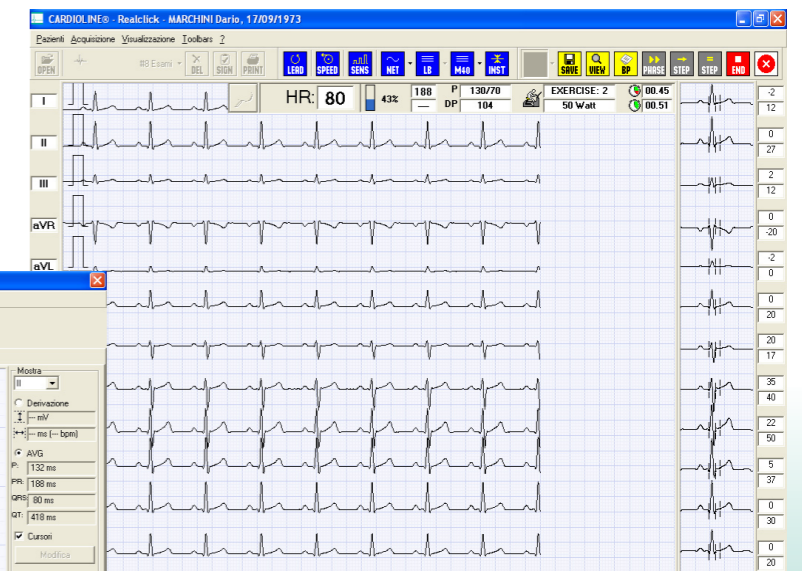 CARDIOLINE® - Realclick - MARCHINI Dario, 17/09/1973
Pazienti Acquisizione Visualizzazione Toolbars ?
OPEN #8 Esami DEL SIGN PRINT LEAD SPEED SENS NET LB M40 INST SAVE VIEW BP PHASE STEP STEP END
HR: 80 43% 188 P 130/70 EXERCISE: 2 00.45
--- DP 104 50 Watt 00.51
I -2
12
II 0
27
III 2
12
aVR 0
-20
aVL -2
0
0
20
20
17
Mostra
II 35
40
Derivazione
--- mV 22
--- ms (--- bpm) 50
AVG
P: 132 ms 5
PR: 188 ms 37
QRS: 80 ms 0
QT: 418 ms 30
Cursori
Modifica 0
20